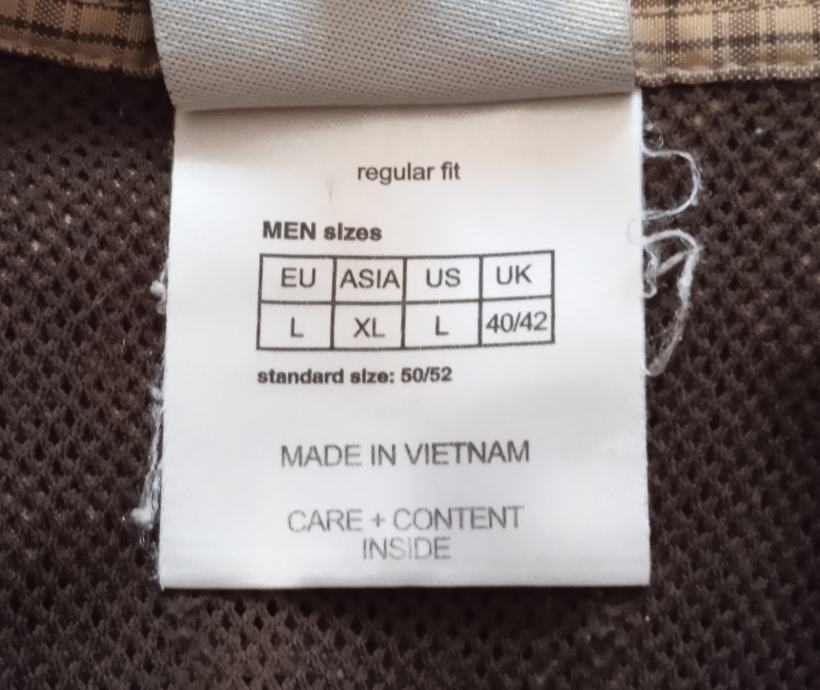 regular fit
MEN sizes
EU ASIA US UK
L XL L 40/42
standard size: 50/52
MADE IN VIETNAM
CARE + CONTENT
INSIDE